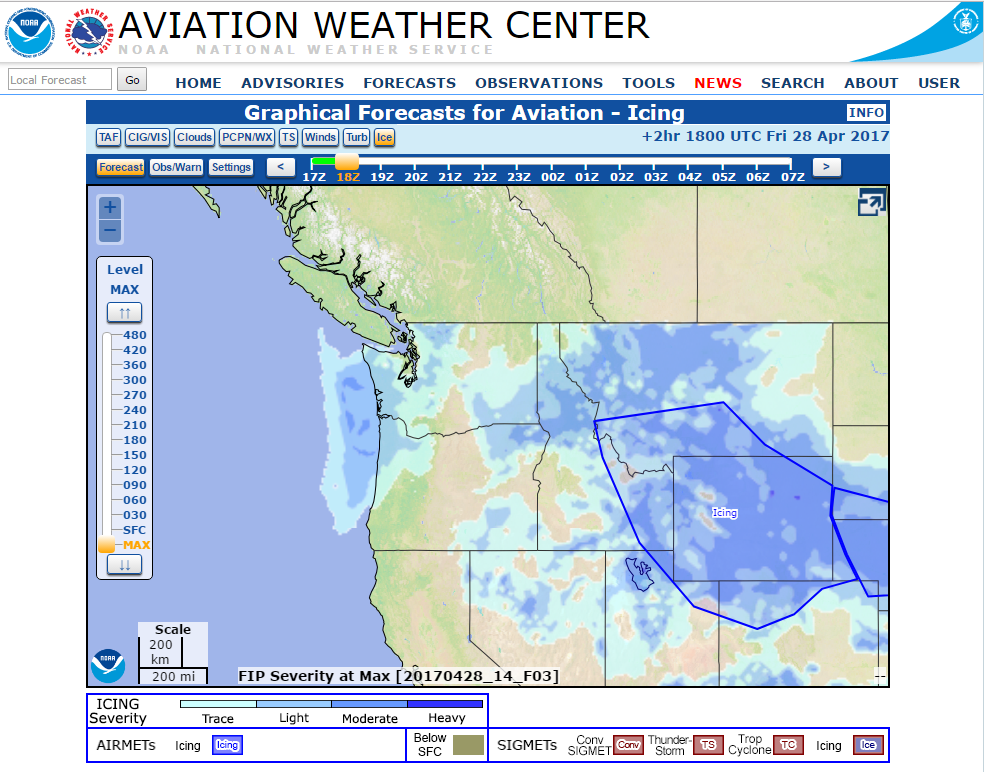 NOAA
NATIONAL WEATHER SERVICE
AVIATION WEATHER CENTER
NOAA NATIONAL WEATHER SERVICE
Local Forecast Go HOME ADVISORIES FORECASTS OBSERVATIONS TOOLS NEWS SEARCH ABOUT USER
Graphical Forecasts for Aviation - Icing INFO
TAF CIG/VIS Clouds PCPN/WX TS Winds Turb Ice +2hr 1800 UTC Fri 28 Apr 2017
Forecast Obs/Warn Settings < >
17Z 18Z 19Z 20Z 21Z 22Z 23Z 00Z 01Z 02Z 03Z 04Z 05Z 06Z 07Z
+
−
Level
MAX
↑↑
480
420
360
300
270
240
210
180
150
120
090
060
030
SFC
MAX
↓↓
Icing
Scale
200
km
200 mi
NOAA
FIP Severity at Max [20170428_14_F03] --
ICING
Severity
Trace Light Moderate Heavy
AIRMETs Icing Icing
Below
SFC
SIGMETs
Conv
SIGMET Conv
Thunder-
Storm TS
Trop
Cyclone TC
Icing Ice